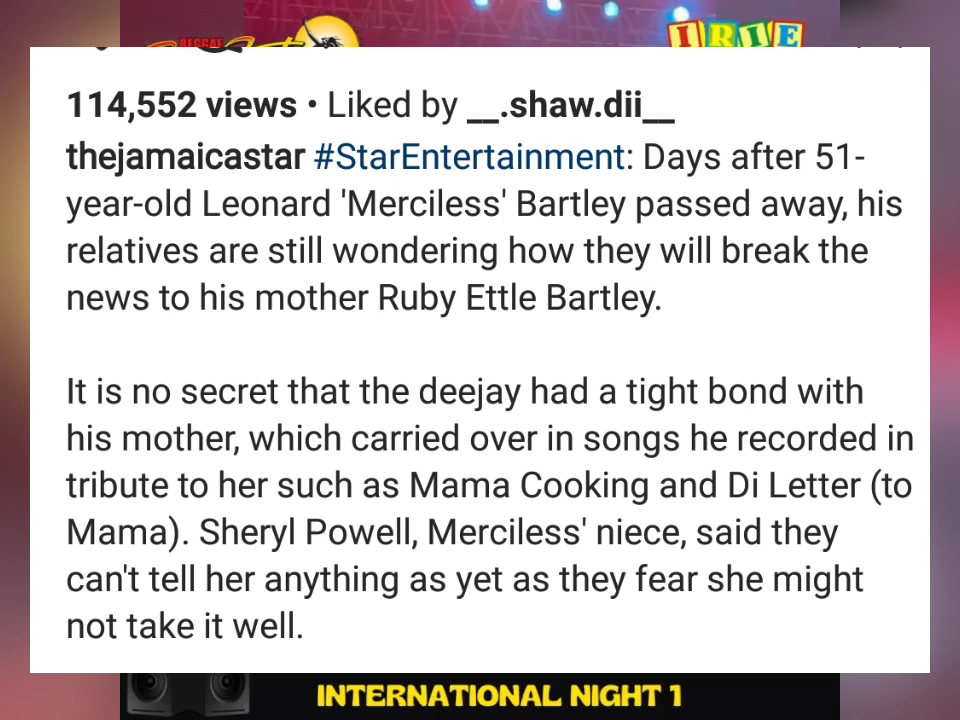 REGGAE
IRIE
114,552 views • Liked by __.shaw.dii__
thejamaicastar #StarEntertainment: Days after 51-
year-old Leonard 'Merciless' Bartley passed away, his
relatives are still wondering how they will break the
news to his mother Ruby Ettle Bartley.
It is no secret that the deejay had a tight bond with
his mother, which carried over in songs he recorded in
tribute to her such as Mama Cooking and Di Letter (to
Mama). Sheryl Powell, Merciless' niece, said they
can't tell her anything as yet as they fear she might
not take it well.
INTERNATIONAL NIGHT 1